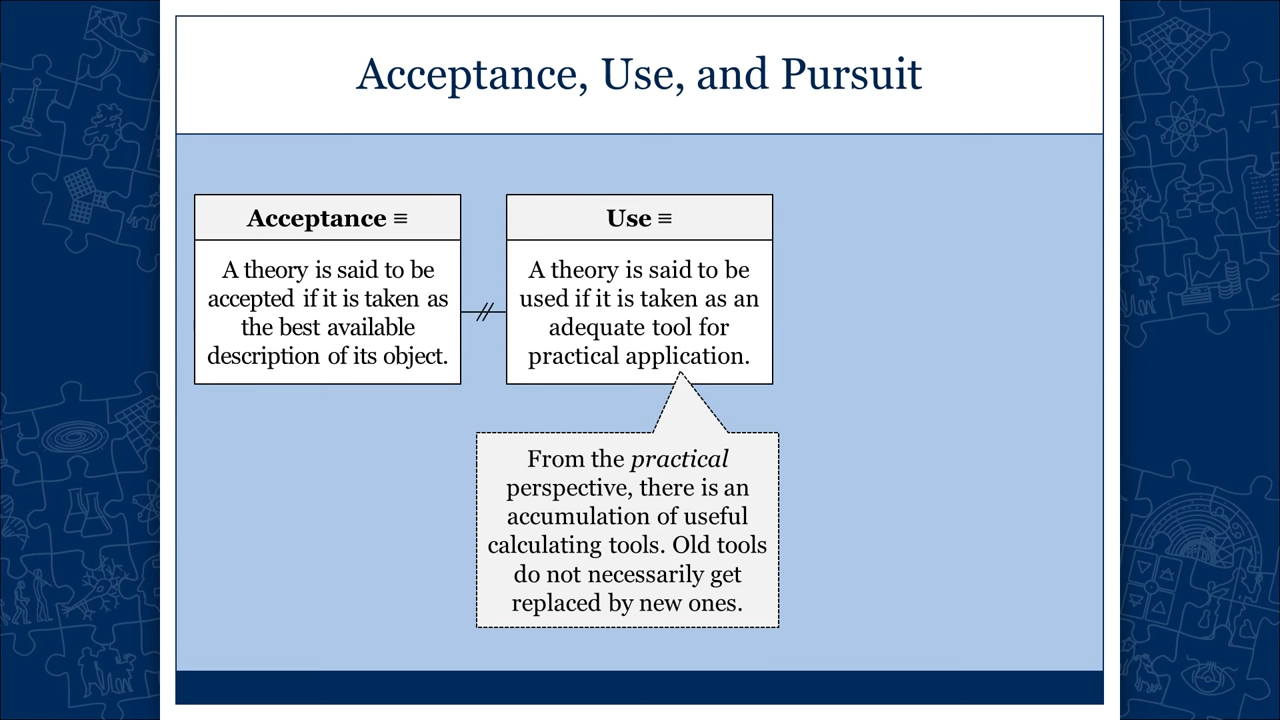 Acceptance, Use, and Pursuit
Acceptance ≡
A theory is said to be
accepted if it is taken as
the best available
description of its object.
Use ≡
A theory is said to be
used if it is taken as an
adequate tool for
practical application.
From the practical
perspective, there is an
accumulation of useful
calculating tools. Old tools
do not necessarily get
replaced by new ones.
√-1